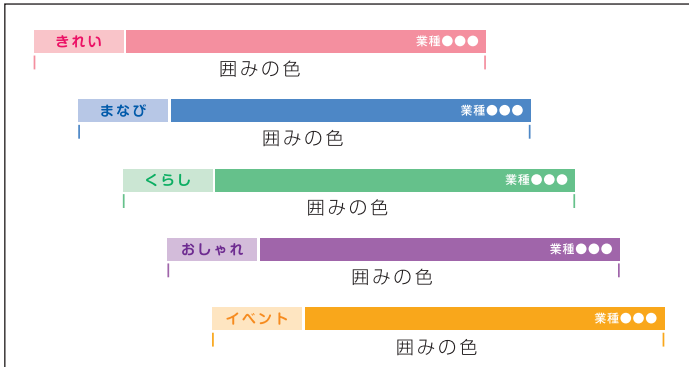 きれい 業種●●●
囲みの色
まなび 業種●●●
囲みの色
くらし 業種●●●
囲みの色
おしゃれ 業種●●●
囲みの色
イベント 業種●●●
囲みの色